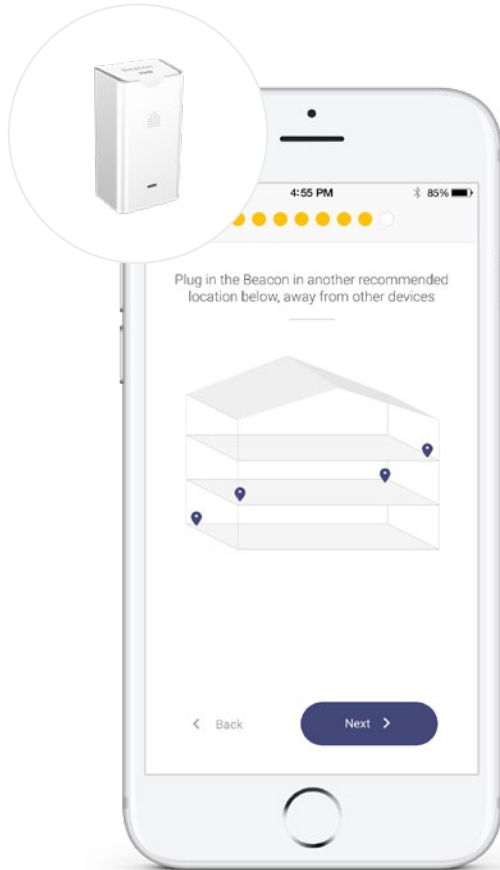 Beacon
4:55 PM
85%
Plug in the Beacon in another recommended
location below, away from other devices
Back
Next